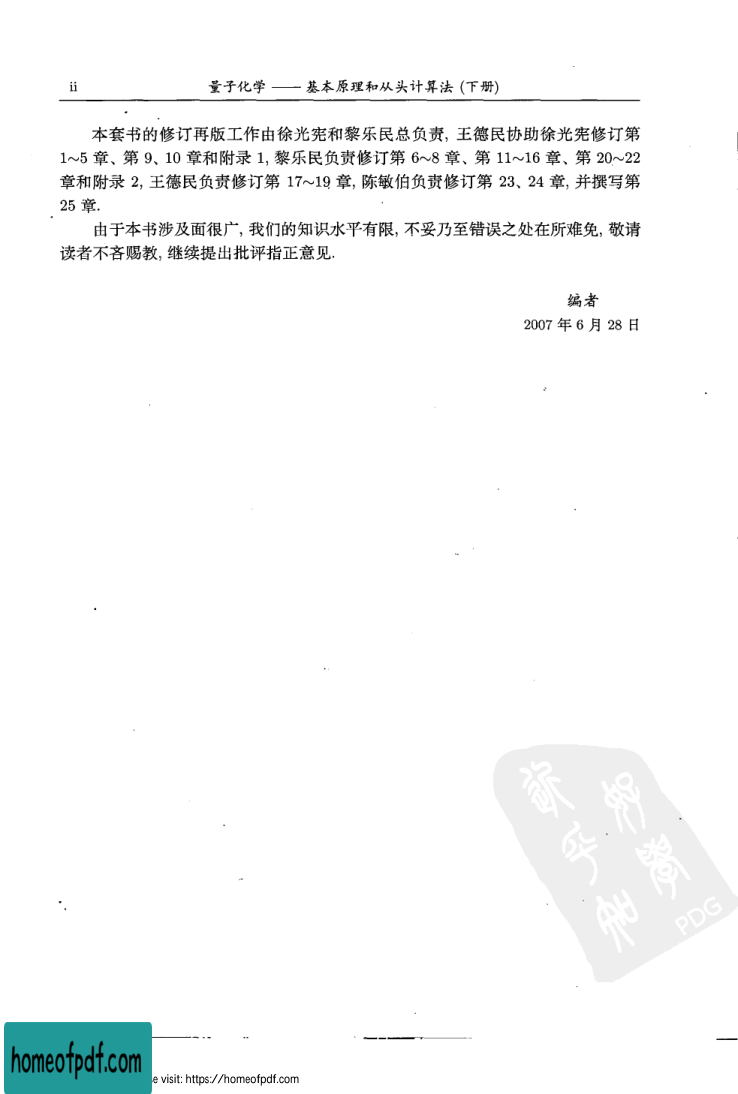 ii 量子化学 —— 基本原理和从头计算法 (下册)
本套书的修订再版工作由徐光宪和黎乐民总负责, 王德民协助徐光宪修订第
1~5 章、第 9、10 章和附录 1, 黎乐民负责修订第 6~8 章、第 11~16 章、第 20~22
章和附录 2, 王德民负责修订第 17~19 章, 陈敏伯负责修订第 23、24 章, 并撰写第
25 章.
由于本书涉及面很广, 我们的知识水平有限, 不妥乃至错误之处在所难免, 敬请
读者不吝赐教, 继续提出批评指正意见.
编者
2007 年 6 月 28 日
好學
PDG
homeofpdf.com
visit: https://homeofpdf.com